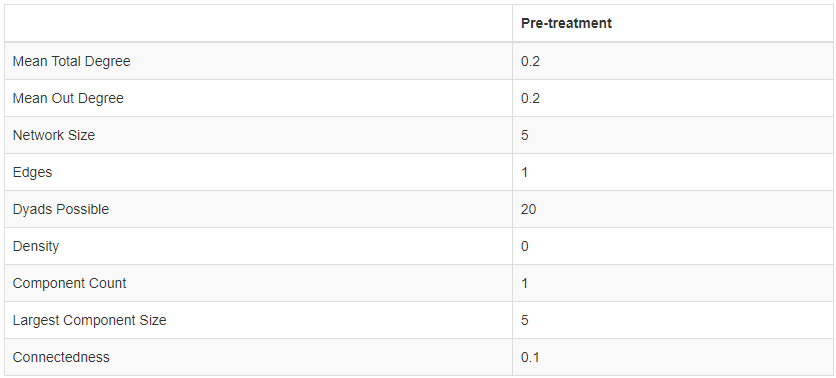 Pre-treatment
Mean Total Degree 0.2
Mean Out Degree 0.2
Network Size 5
Edges 1
Dyads Possible 20
Density 0
Component Count 1
Largest Component Size 5
Connectedness 0.1